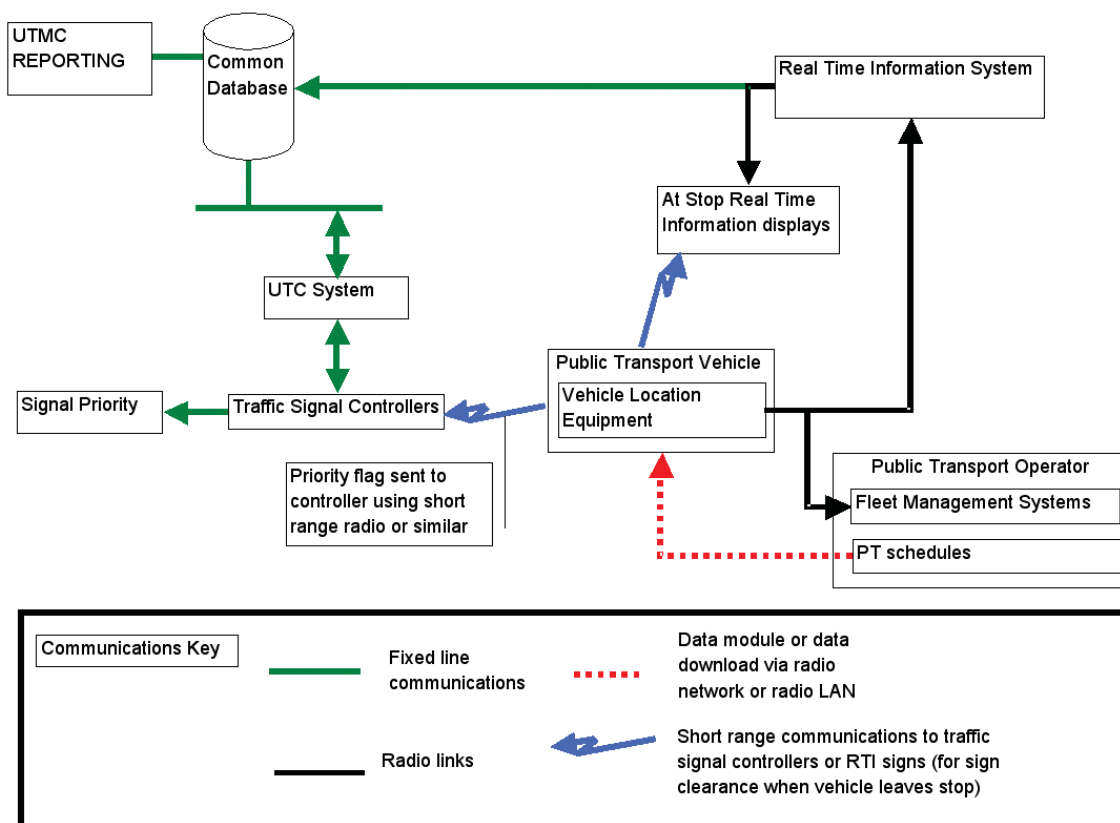 UTMC
REPORTING
Common
Database
Real Time Information System
At Stop Real Time
Information displays
UTC System
Public Transport Vehicle
Vehicle Location
Equipment
Signal Priority
Traffic Signal Controllers
Priority flag sent to
controller using short
range radio or similar
Public Transport Operator
Fleet Management Systems
PT schedules
Communications Key
Fixed line
communications
Data module or data
download via radio
network or radio LAN
Radio links
Short range communications to traffic
signal controllers or RTI signs (for sign
clearance when vehicle leaves stop)